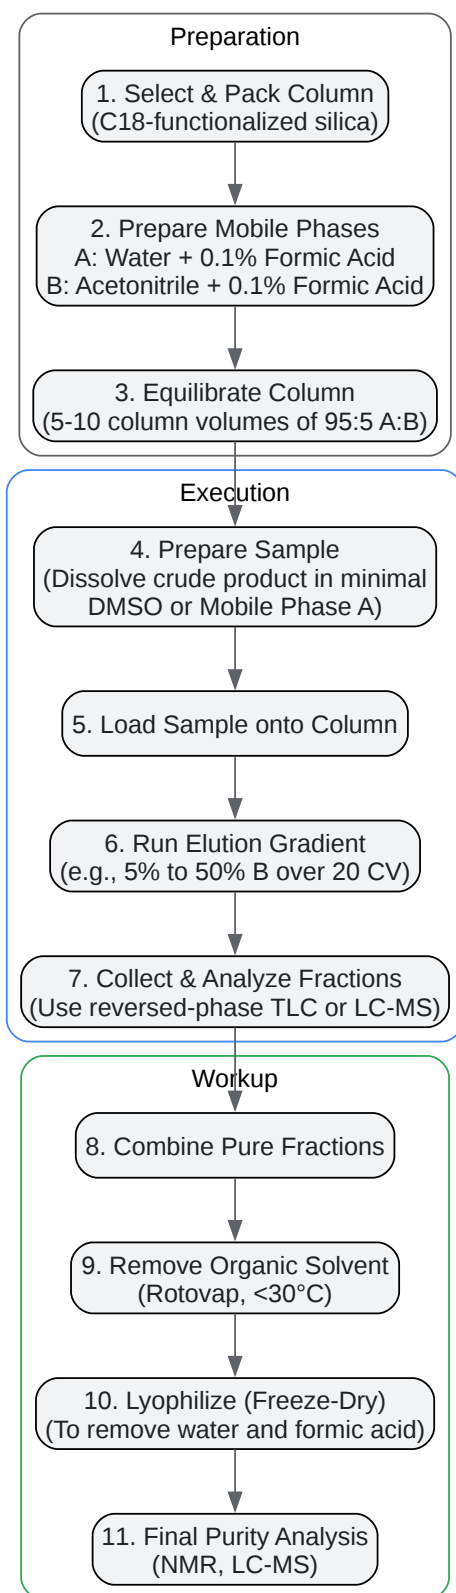 Preparation
1. Select & Pack Column
(C18-functionalized silica)
2. Prepare Mobile Phases
A: Water + 0.1% Formic Acid
B: Acetonitrile + 0.1% Formic Acid
3. Equilibrate Column
(5-10 column volumes of 95:5 A:B)
Execution
4. Prepare Sample
(Dissolve crude product in minimal
DMSO or Mobile Phase A)
5. Load Sample onto Column
6. Run Elution Gradient
(e.g., 5% to 50% B over 20 CV)
7. Collect & Analyze Fractions
(Use reversed-phase TLC or LC-MS)
Workup
8. Combine Pure Fractions
9. Remove Organic Solvent
(Rotovap, <30°C)
10. Lyophilize (Freeze-Dry)
(To remove water and formic acid)
11. Final Purity Analysis
(NMR, LC-MS)